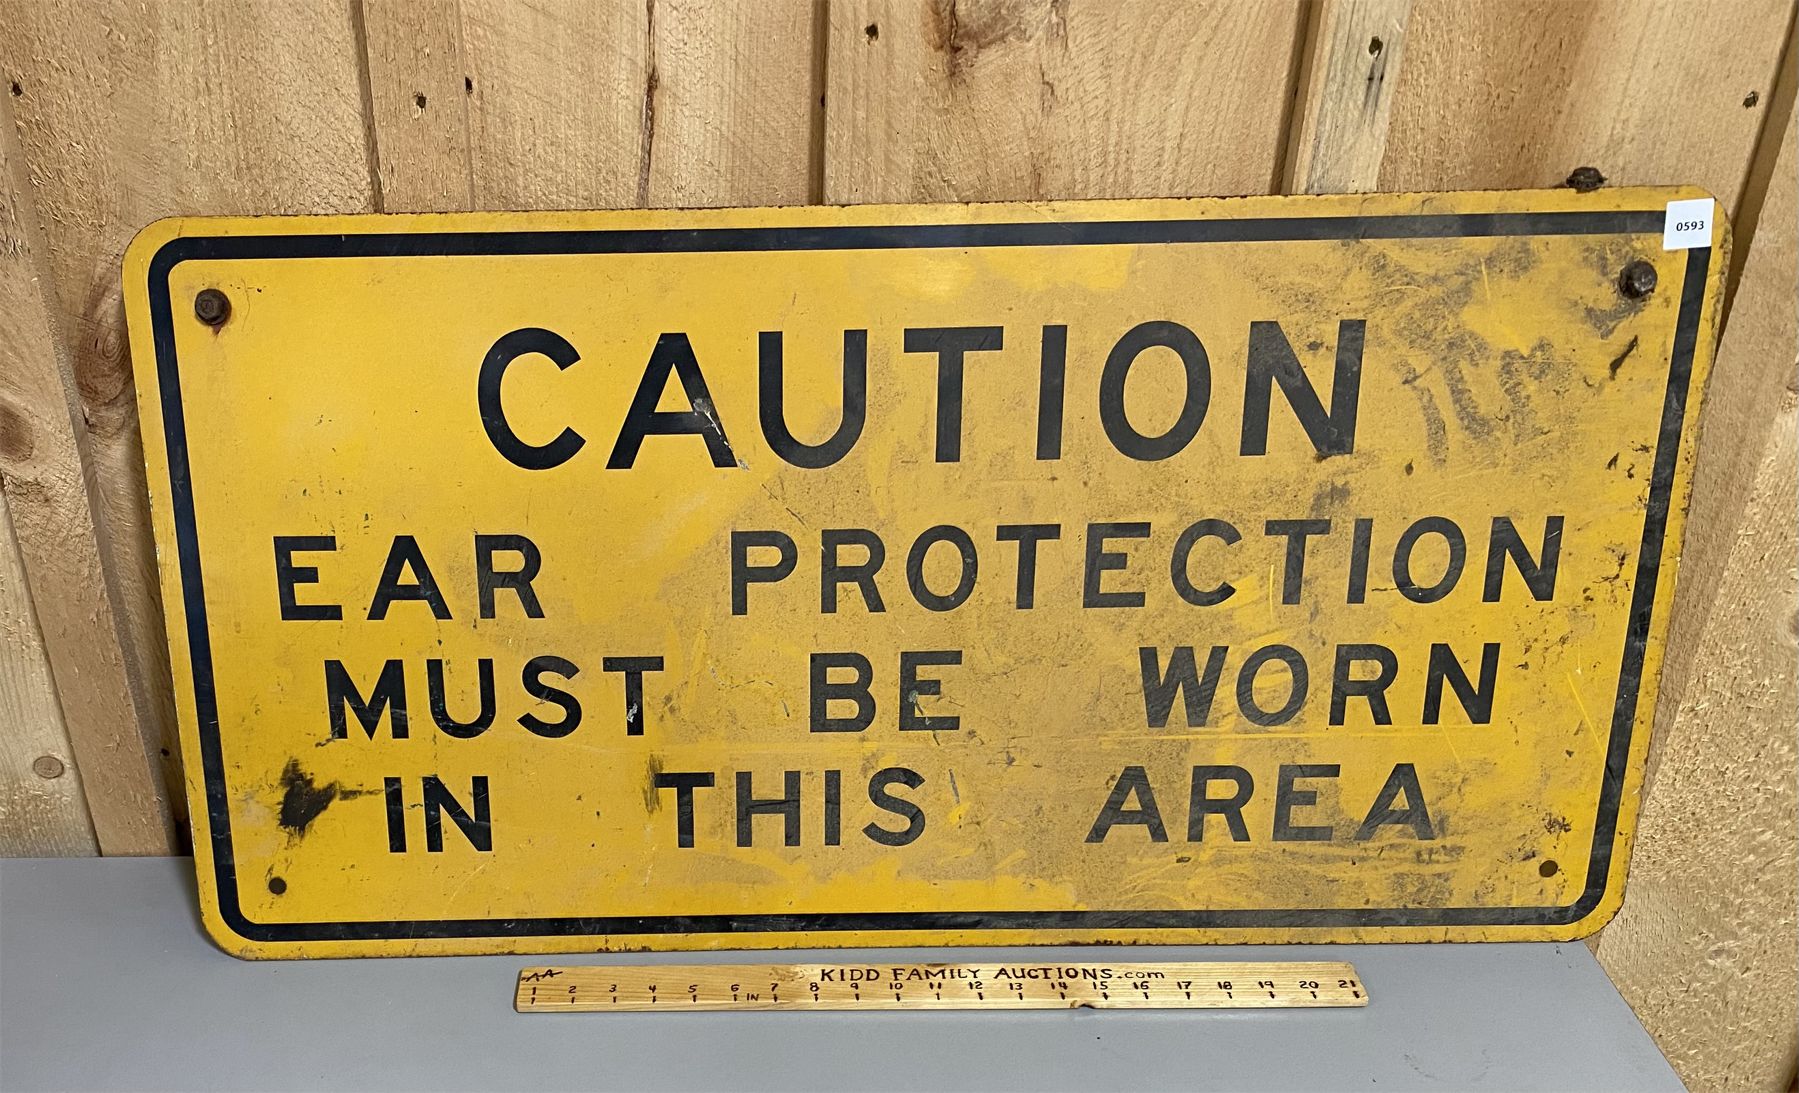 0593
CAUTION
EAR PROTECTION
MUST BE WORN
IN THIS AREA
AA KIDD FAMILY AUCTIONS.com
1 2 3 4 5 6 IN 7 8 9 10 11 12 13 14 15 16 17 18 19 20 21